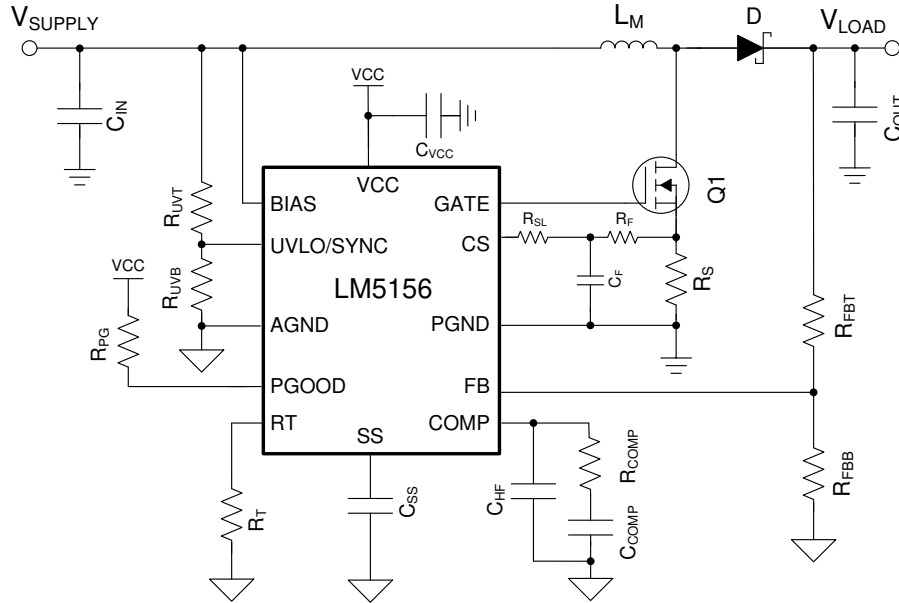 VSUPPLY
LM
D
VLOAD
CIN
VCC
CVCC
COUT
VCC
RUVT
BIAS
GATE
Q1
UVLO/SYNC
CS
RSL
RF
CF
RS
VCC
RUVB
LM5156
RPG
AGND
PGND
RFBT
PGOOD
FB
RT
SS
COMP
RT
CSS
CHF
RCOMP
CCOMP
RFBB